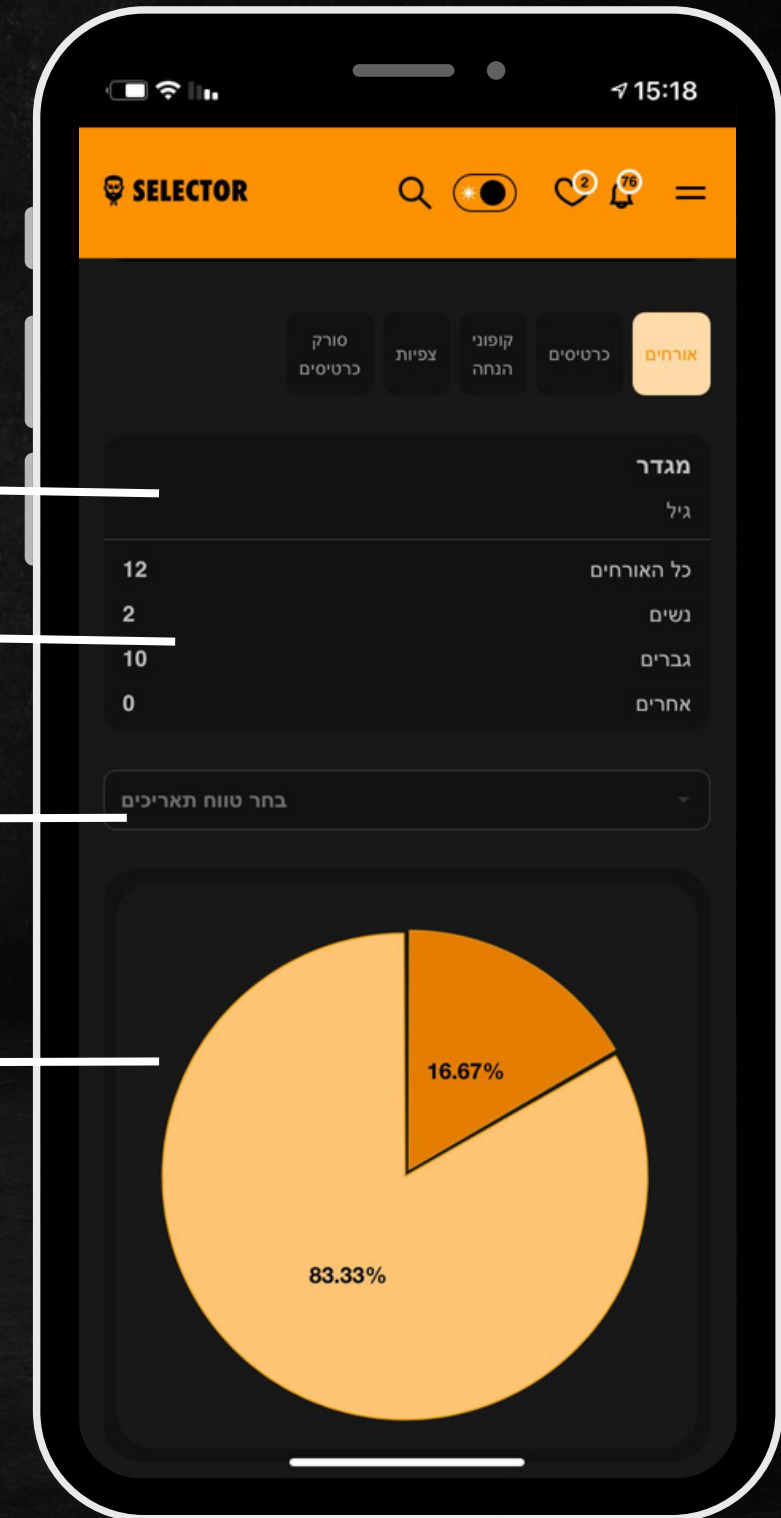 15:18
SELECTOR
2
76
אורחים
כרטיסים
קופוני
הנחה
צפיות
סורק
כרטיסים
מגדר
גיל
כל האורחים 12
נשים 2
גברים 10
אחרים 0
בחר טווח תאריכים
16.67%
83.33%